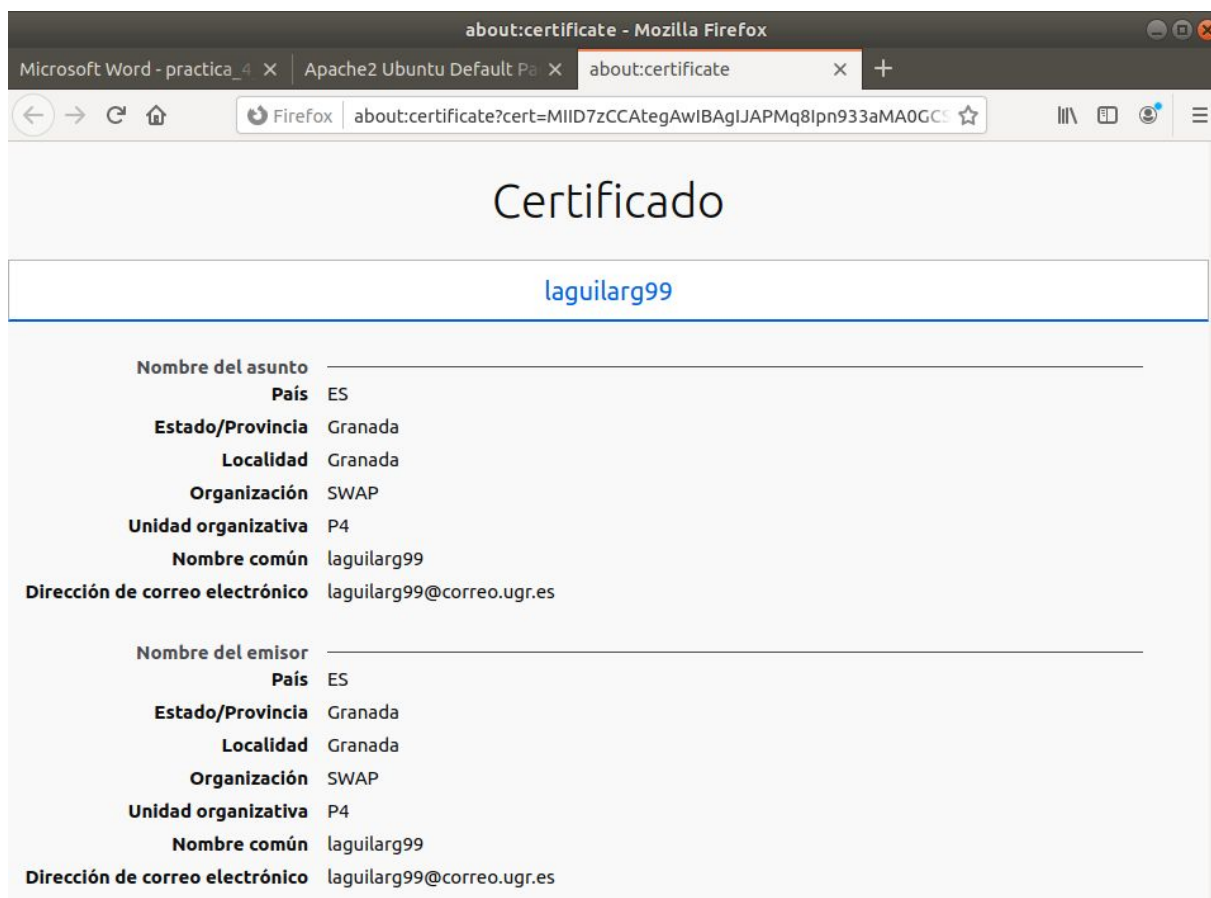 about:certificate - Mozilla Firefox
Microsoft Word - practica_4 Apache2 Ubuntu Default Pa about:certificate
Firefox about:certificate?cert=MIID7zCCAtegAwIBAgIJAPMq8Ipn933aMA0GCS
Certificado
laguilarg99
Nombre del asunto
País ES
Estado/Provincia Granada
Localidad Granada
Organización SWAP
Unidad organizativa P4
Nombre común laguilarg99
Dirección de correo electrónico laguilarg99@correo.ugr.es
Nombre del emisor
País ES
Estado/Provincia Granada
Localidad Granada
Organización SWAP
Unidad organizativa P4
Nombre común laguilarg99
Dirección de correo electrónico laguilarg99@correo.ugr.es